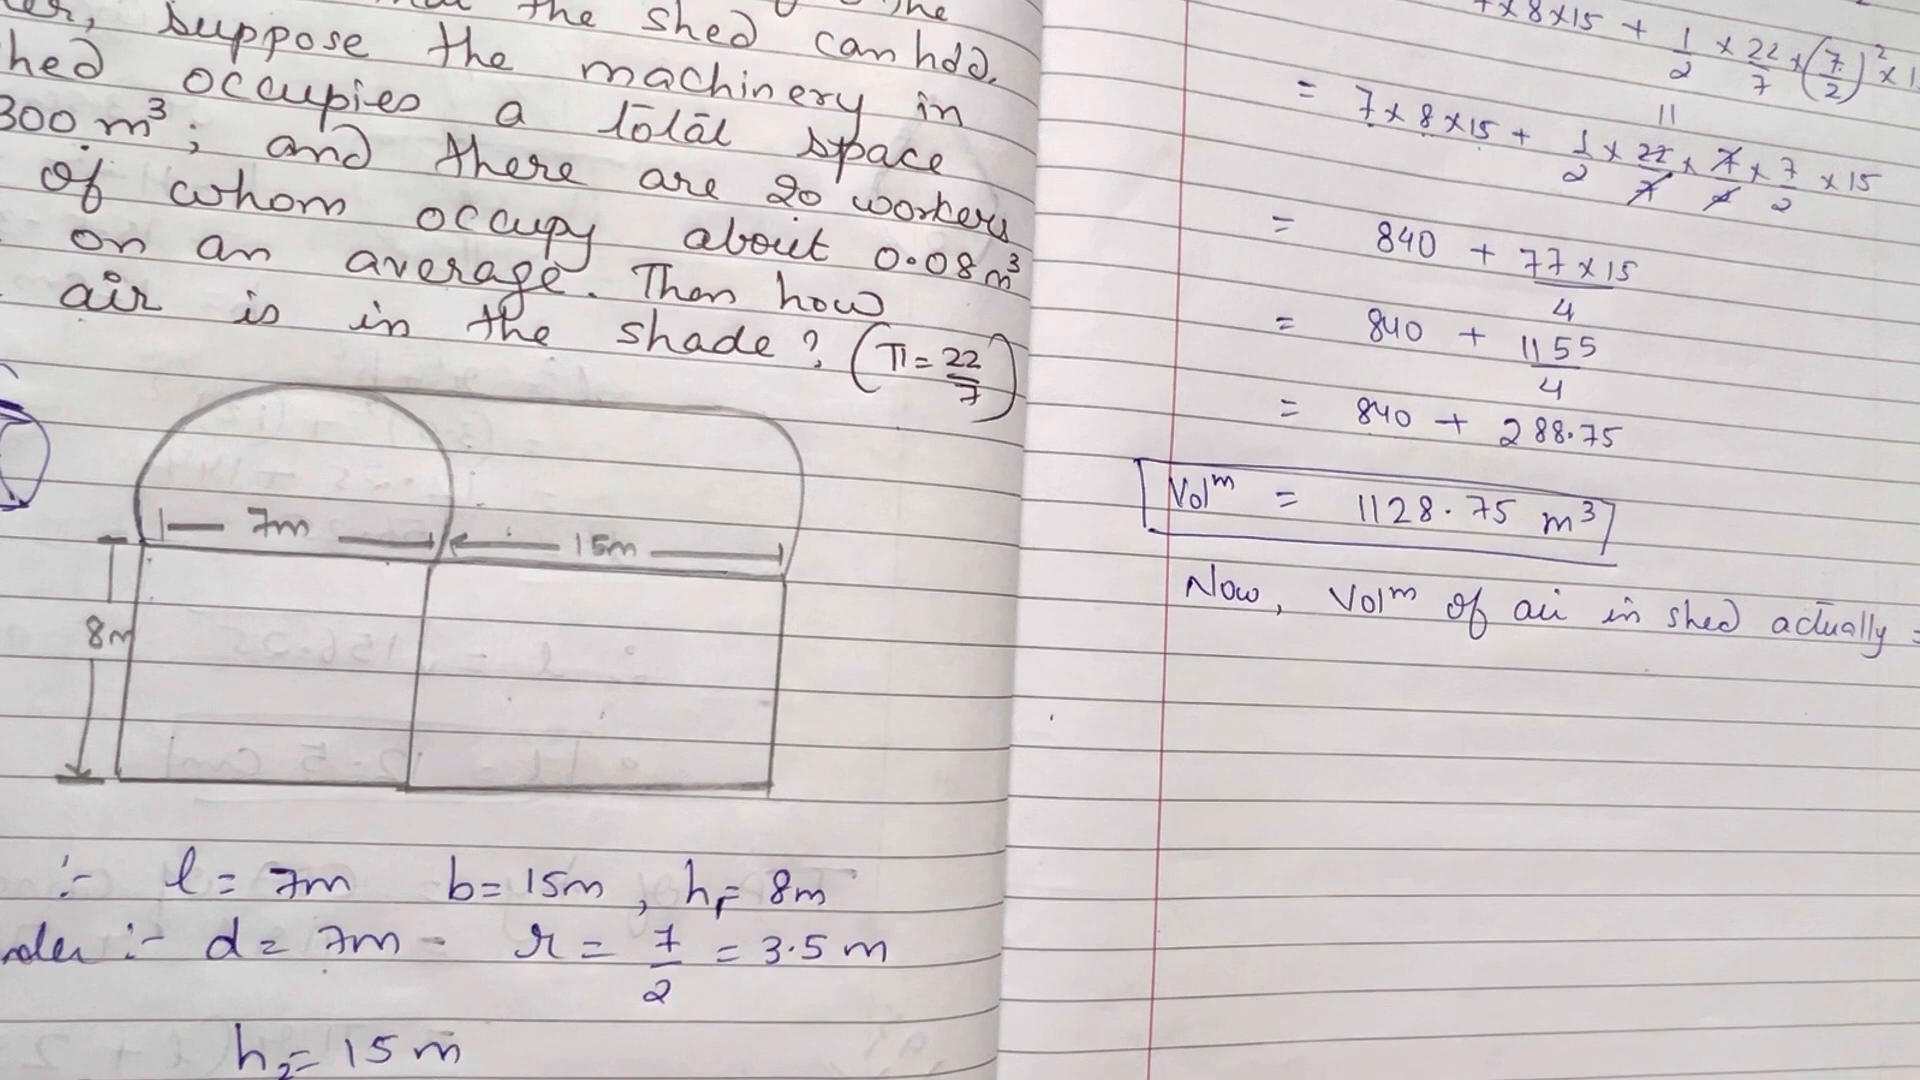 the shed can hold.
suppose the machinery in
occupies a total space
300 m³; and there are 20 workers
of whom occupy about 0.08 m³
on an average. Then how
air is in the shade? (π = 22/7)
7m
15m
8m
:- l = 7m b = 15m, h₁ = 8m
:- d = 7m - r = 7/2 = 3.5 m
h₂ = 15 m
× 8 × 15 + 1/2 × 22/7 × (7/2)² ×
= 7 × 8 × 15 + 1/2 × 22/7 × 7/2 × 7/2 × 15
11
= 840 + 77 × 15/4
= 840 + 1155/4
= 840 + 288.75
Volᵐ = 1128.75 m³
Now, Volᵐ of air in shed actually =